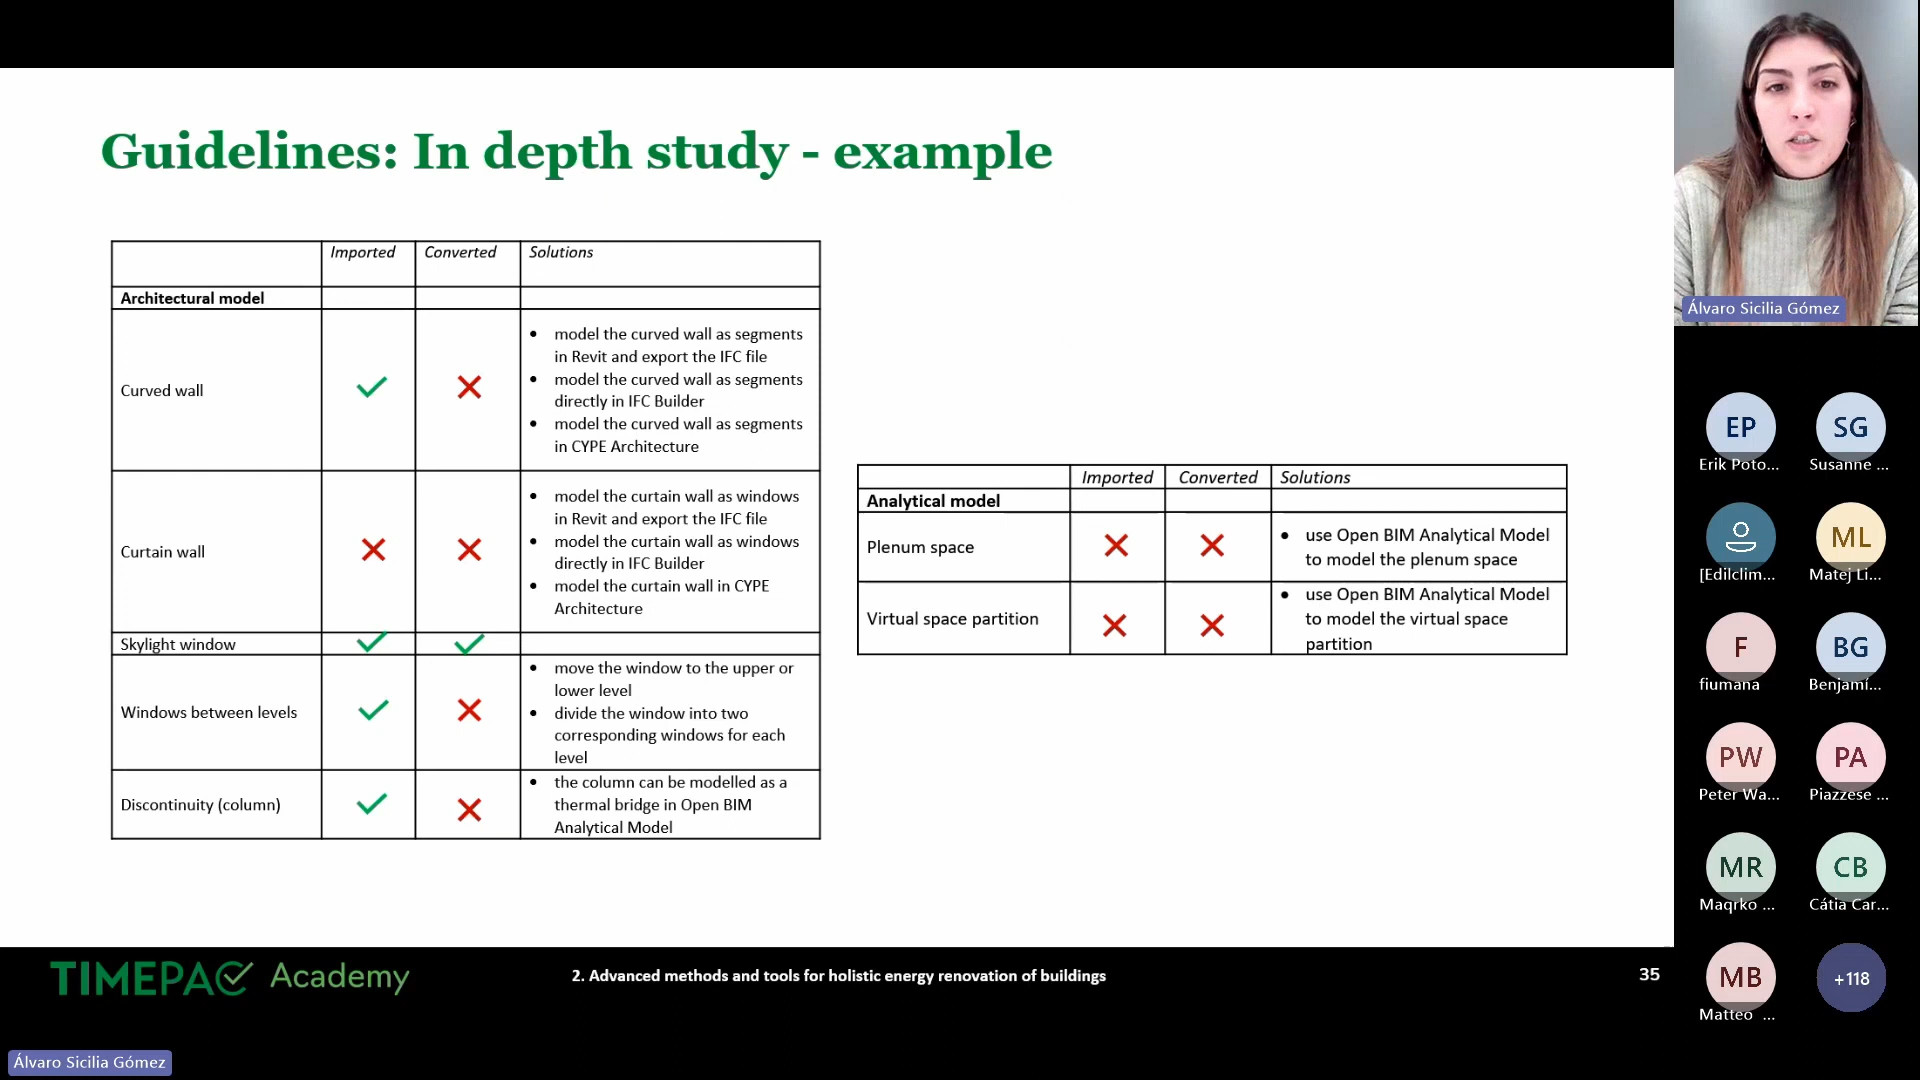 Guidelines: In depth study - example
Imported Converted Solutions
Architectural model
Curved wall
• model the curved wall as segments
in Revit and export the IFC file
• model the curved wall as segments
directly in IFC Builder
• model the curved wall as segments
in CYPE Architecture
Curtain wall
• model the curtain wall as windows
in Revit and export the IFC file
• model the curtain wall as windows
directly in IFC Builder
• model the curtain wall in CYPE
Architecture
Skylight window
Windows between levels
• move the window to the upper or
lower level
• divide the window into two
corresponding windows for each
level
Discontinuity (column)
• the column can be modelled as a
thermal bridge in Open BIM
Analytical Model
Imported Converted Solutions
Analytical model
Plenum space
• use Open BIM Analytical Model
to model the plenum space
Virtual space partition
• use Open BIM Analytical Model
to model the virtual space
partition
TIMEPAC Academy
2. Advanced methods and tools for holistic energy renovation of buildings
35
Álvaro Sicilia Gómez
Álvaro Sicilia Gómez
EP SG
Erik Poto... Susanne ...
ML
[Edilclim... Matej Li...
F BG
fiumana Benjamí...
PW PA
Peter Wa... Piazzese ...
MR CB
Maqrko ... Cátia Car...
MB +118
Matteo ...